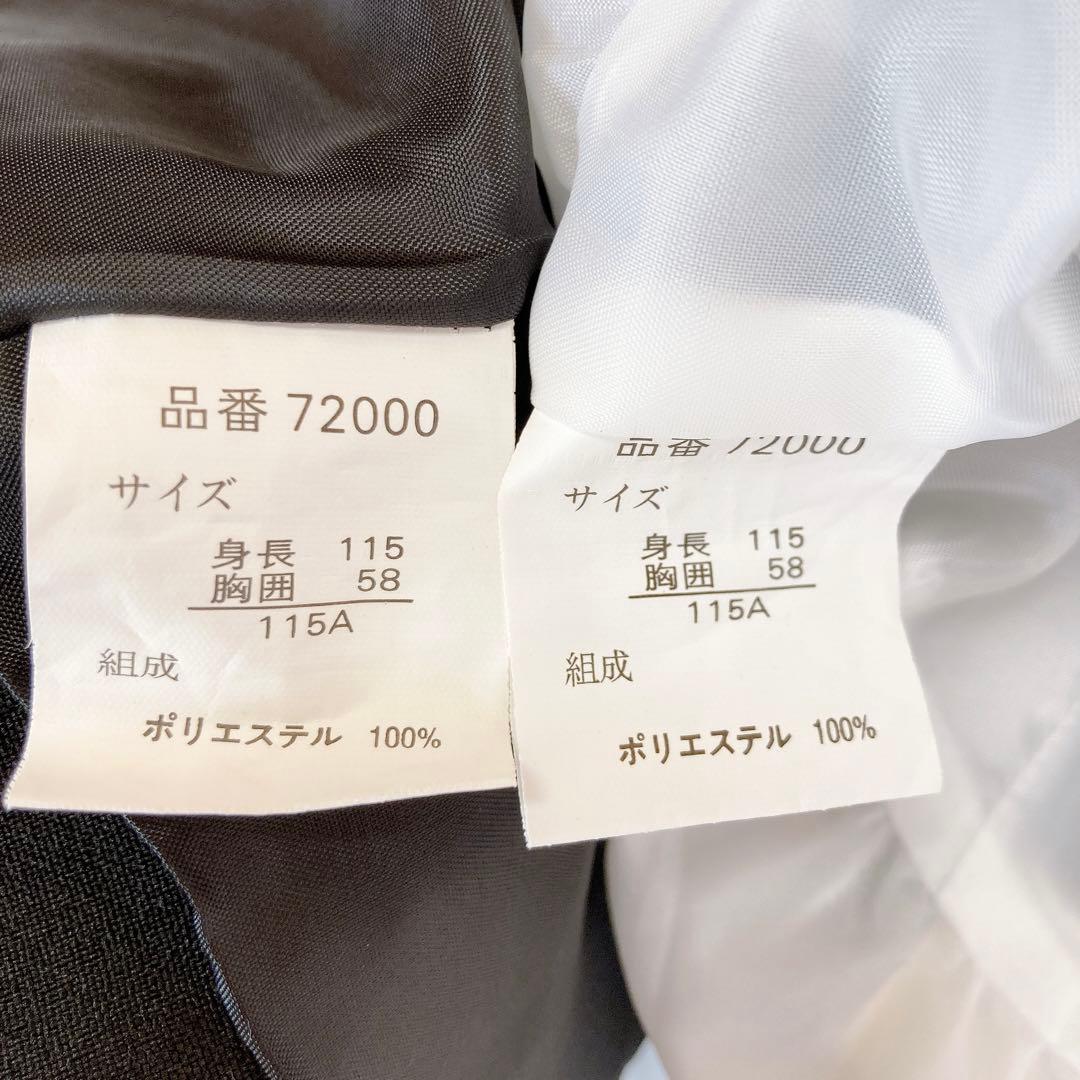 品番 72000
サイズ
身長 115
胸囲 58
115A
組成
ポリエステル 100%
品番 72000
サイズ
身長 115
胸囲 58
115A
組成
ポリエステル 100%